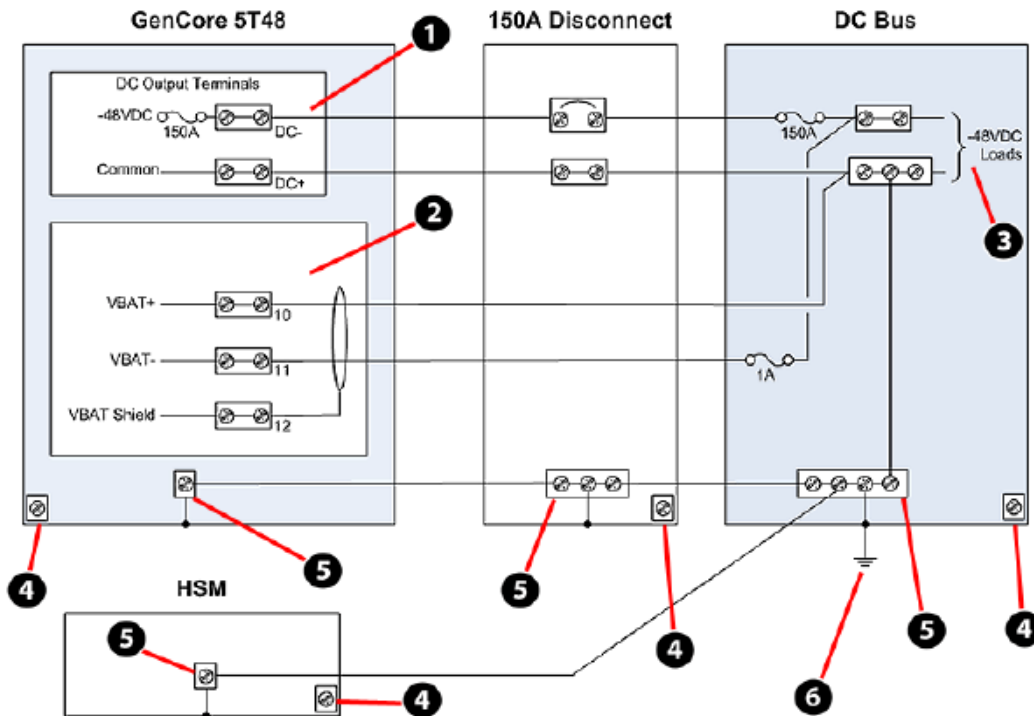 GenCore 5T48
150A Disconnect
DC Bus
1
DC Output Terminals
-48VDC
150A
DC-
150A
-48VDC
Loads
Common
DC+
3
2
VBAT+
10
VBAT-
11
1A
VBAT Shield
12
4
5
HSM
5
4
6
5
4
5
4